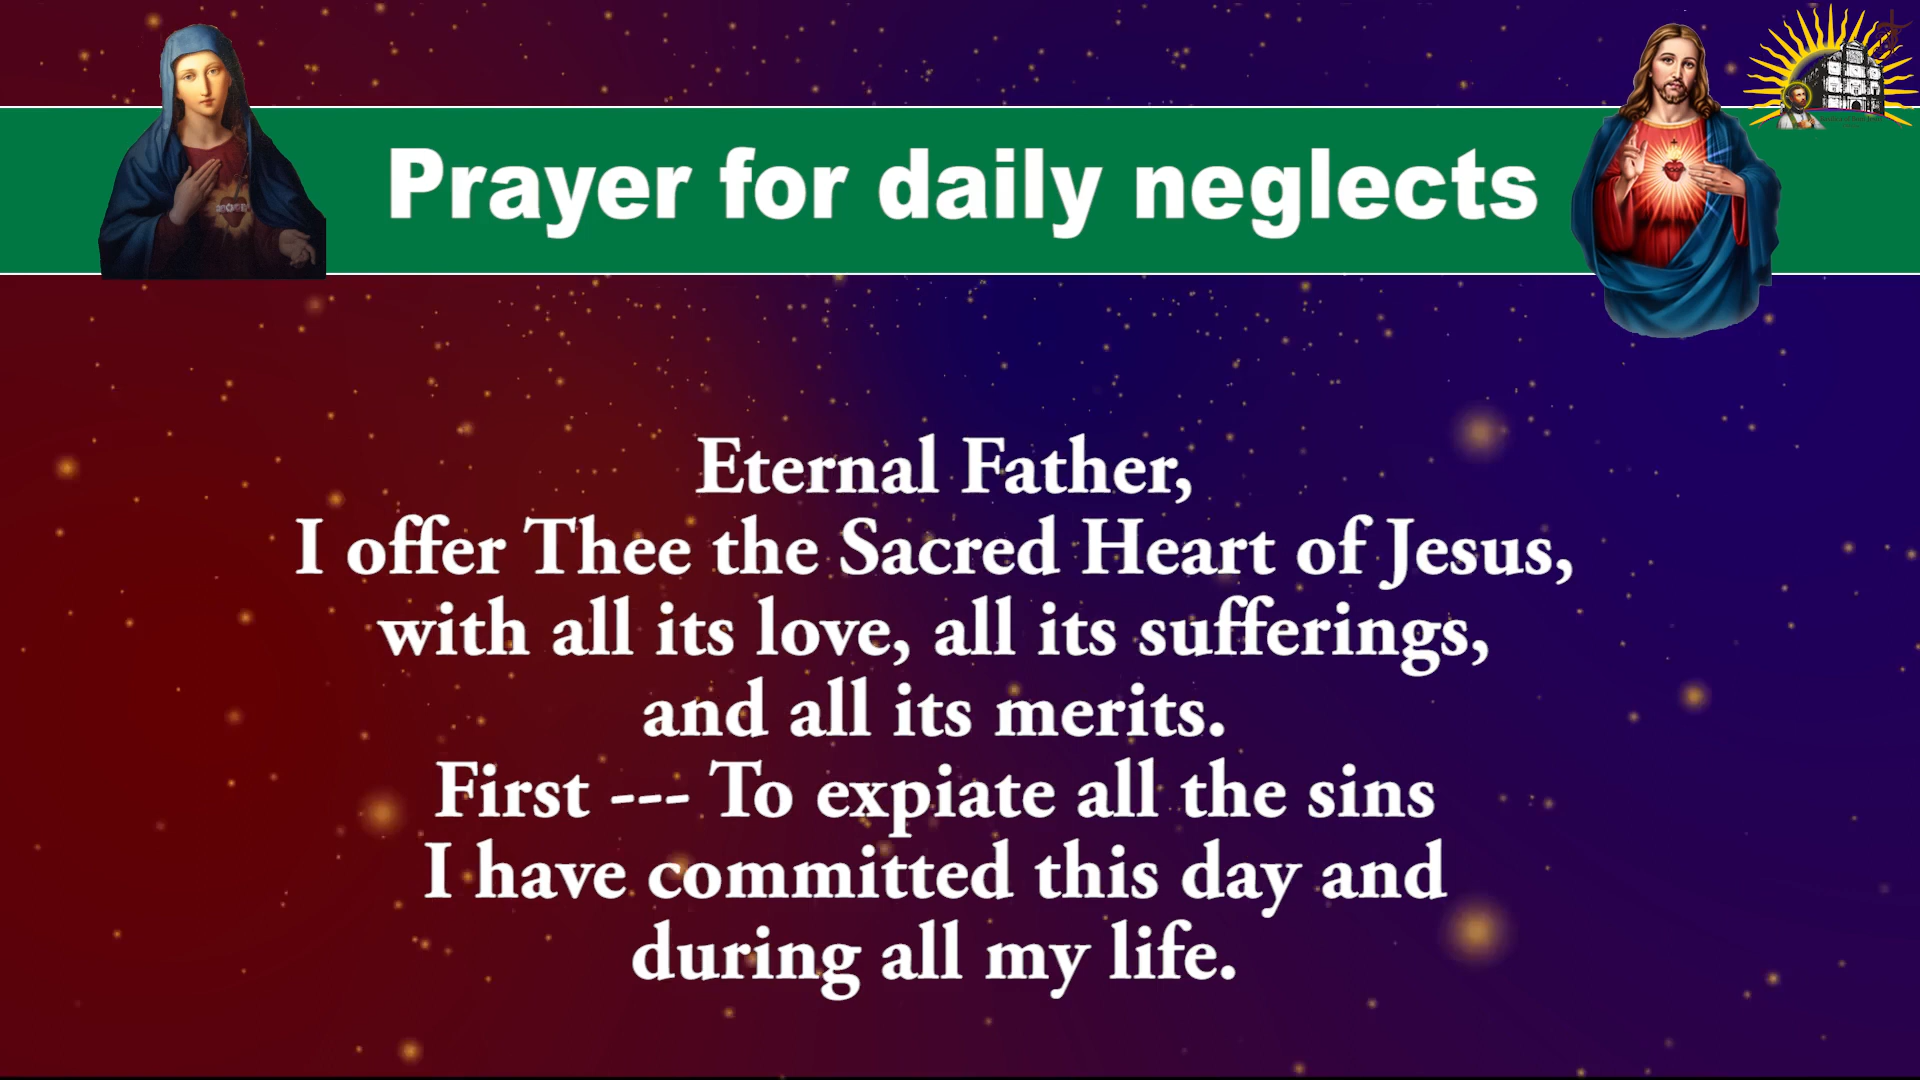 Prayer for daily neglects
Eternal Father,
I offer Thee the Sacred Heart of Jesus,
with all its love, all its sufferings,
and all its merits.
First --- To expiate all the sins
I have committed this day and
during all my life.